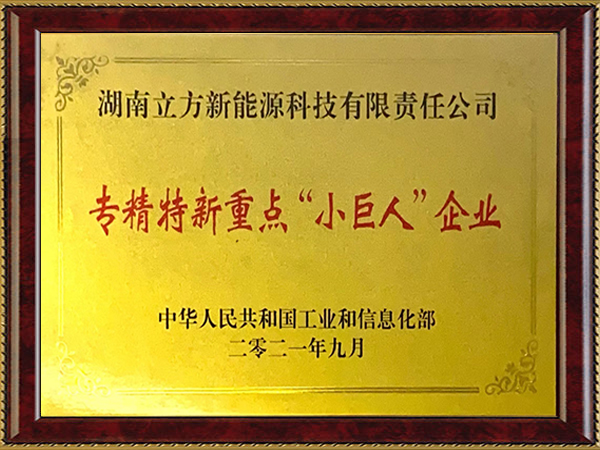 湖南立方新能源科技有限责任公司
专精特新重点“小巨人”企业
中华人民共和国工业和信息化部
二零二一年九月